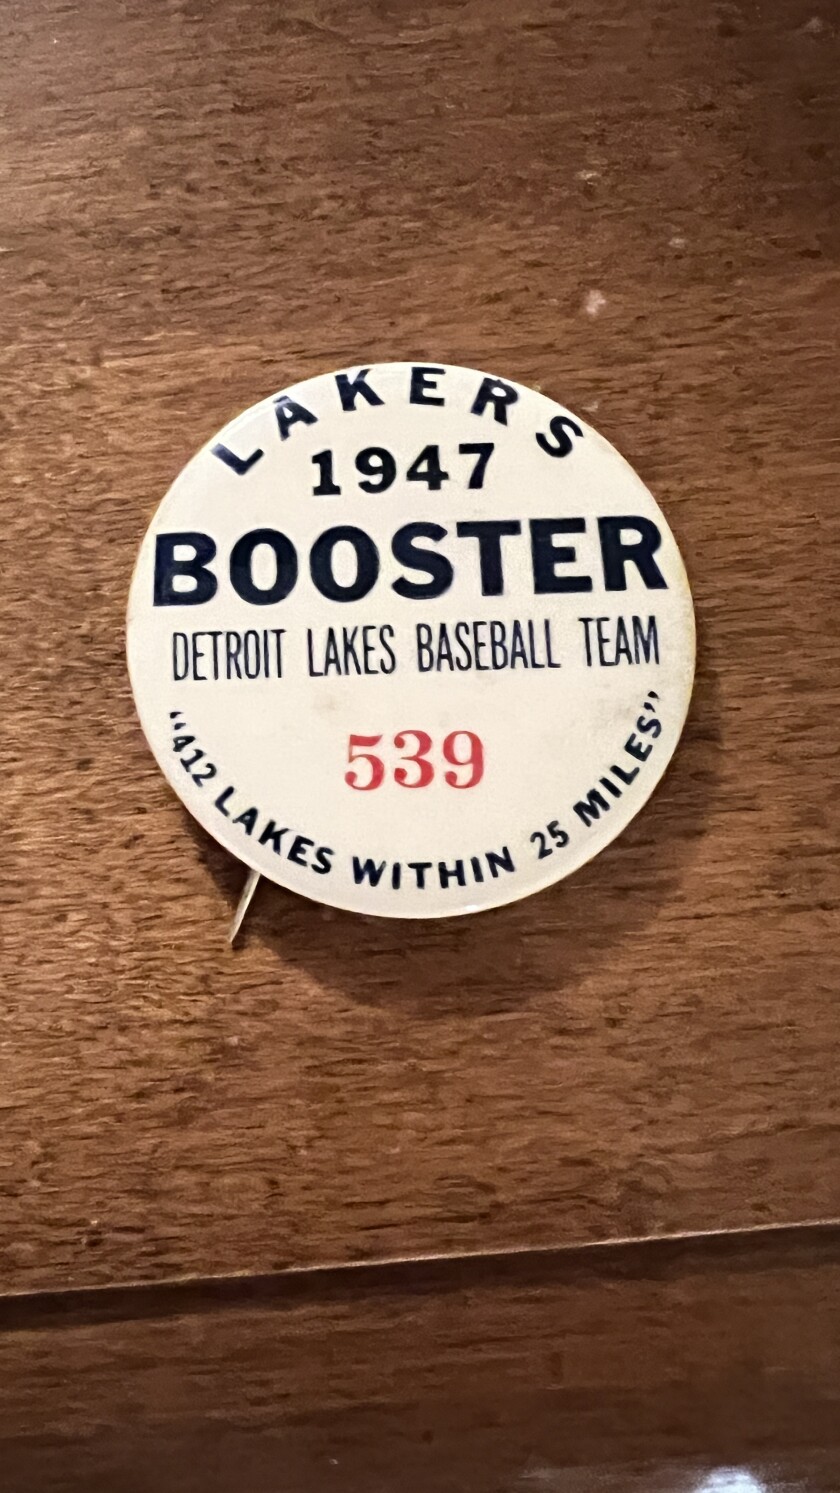 LAKERS
1947
BOOSTER
DETROIT LAKES BASEBALL TEAM
539
“412 LAKES WITHIN 25 MILES”